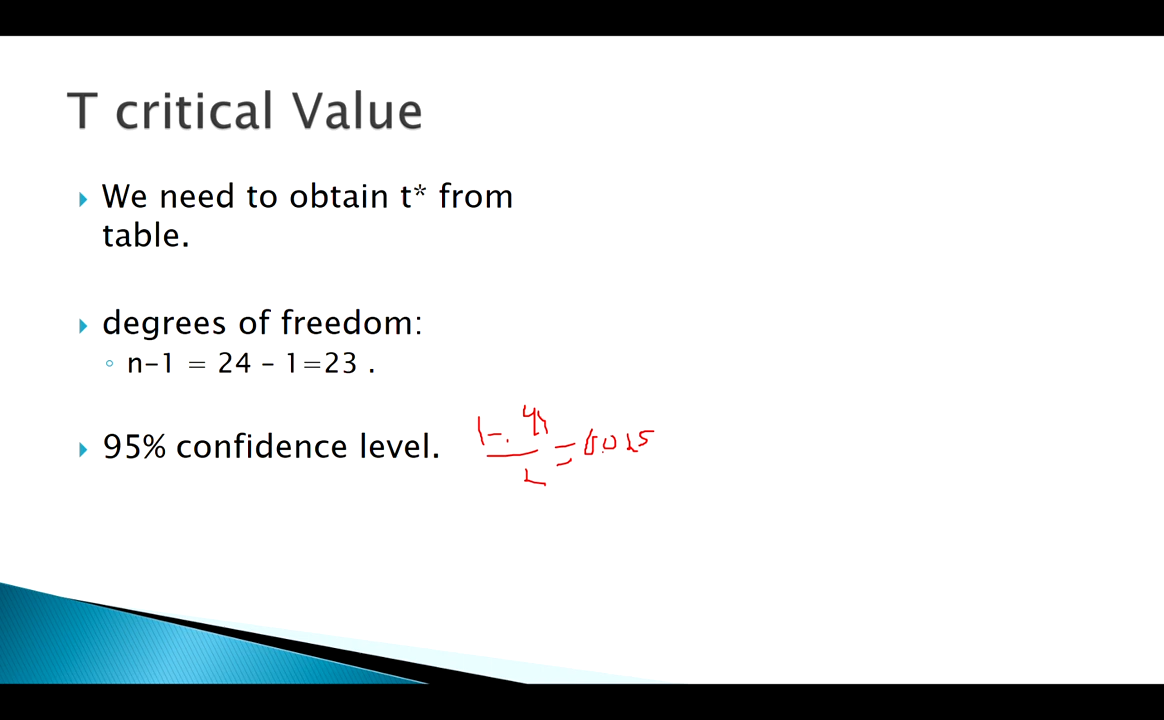 T critical Value
We need to obtain t* from
table.
degrees of freedom:
n-1 = 24 - 1=23 .
95% confidence level.
1-.95
2
= 0.025